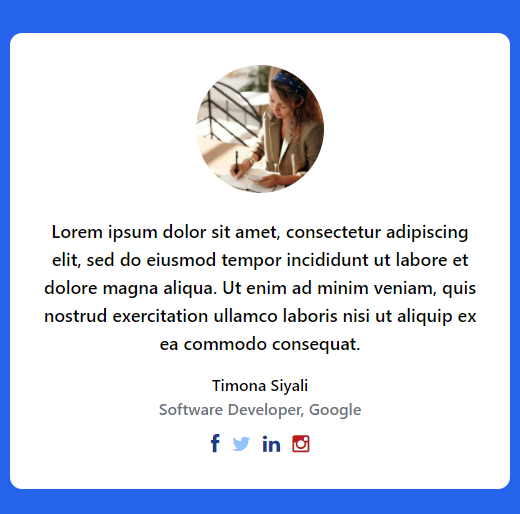 Lorem ipsum dolor sit amet, consectetur adipiscing
elit, sed do eiusmod tempor incididunt ut labore et
dolore magna aliqua. Ut enim ad minim veniam, quis
nostrud exercitation ullamco laboris nisi ut aliquip ex
ea commodo consequat.
Timona Siyali
Software Developer, Google